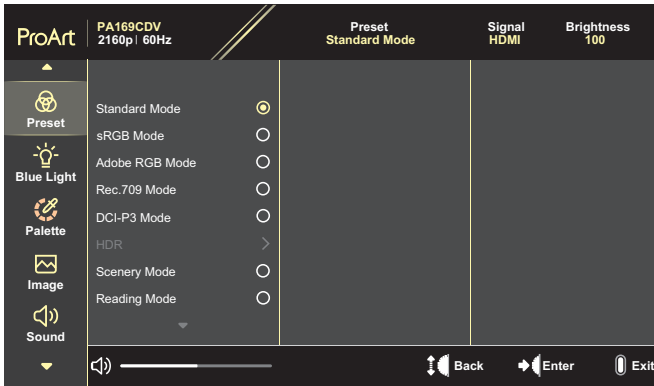 ProArt
PA169CDV
2160p | 60Hz
Preset
Standard Mode
Signal
HDMI
Brightness
100
Preset
Blue Light
Palette
Image
Sound
Standard Mode
sRGB Mode
Adobe RGB Mode
Rec.709 Mode
DCI-P3 Mode
HDR
Scenery Mode
Reading Mode
Back
Enter
Exit